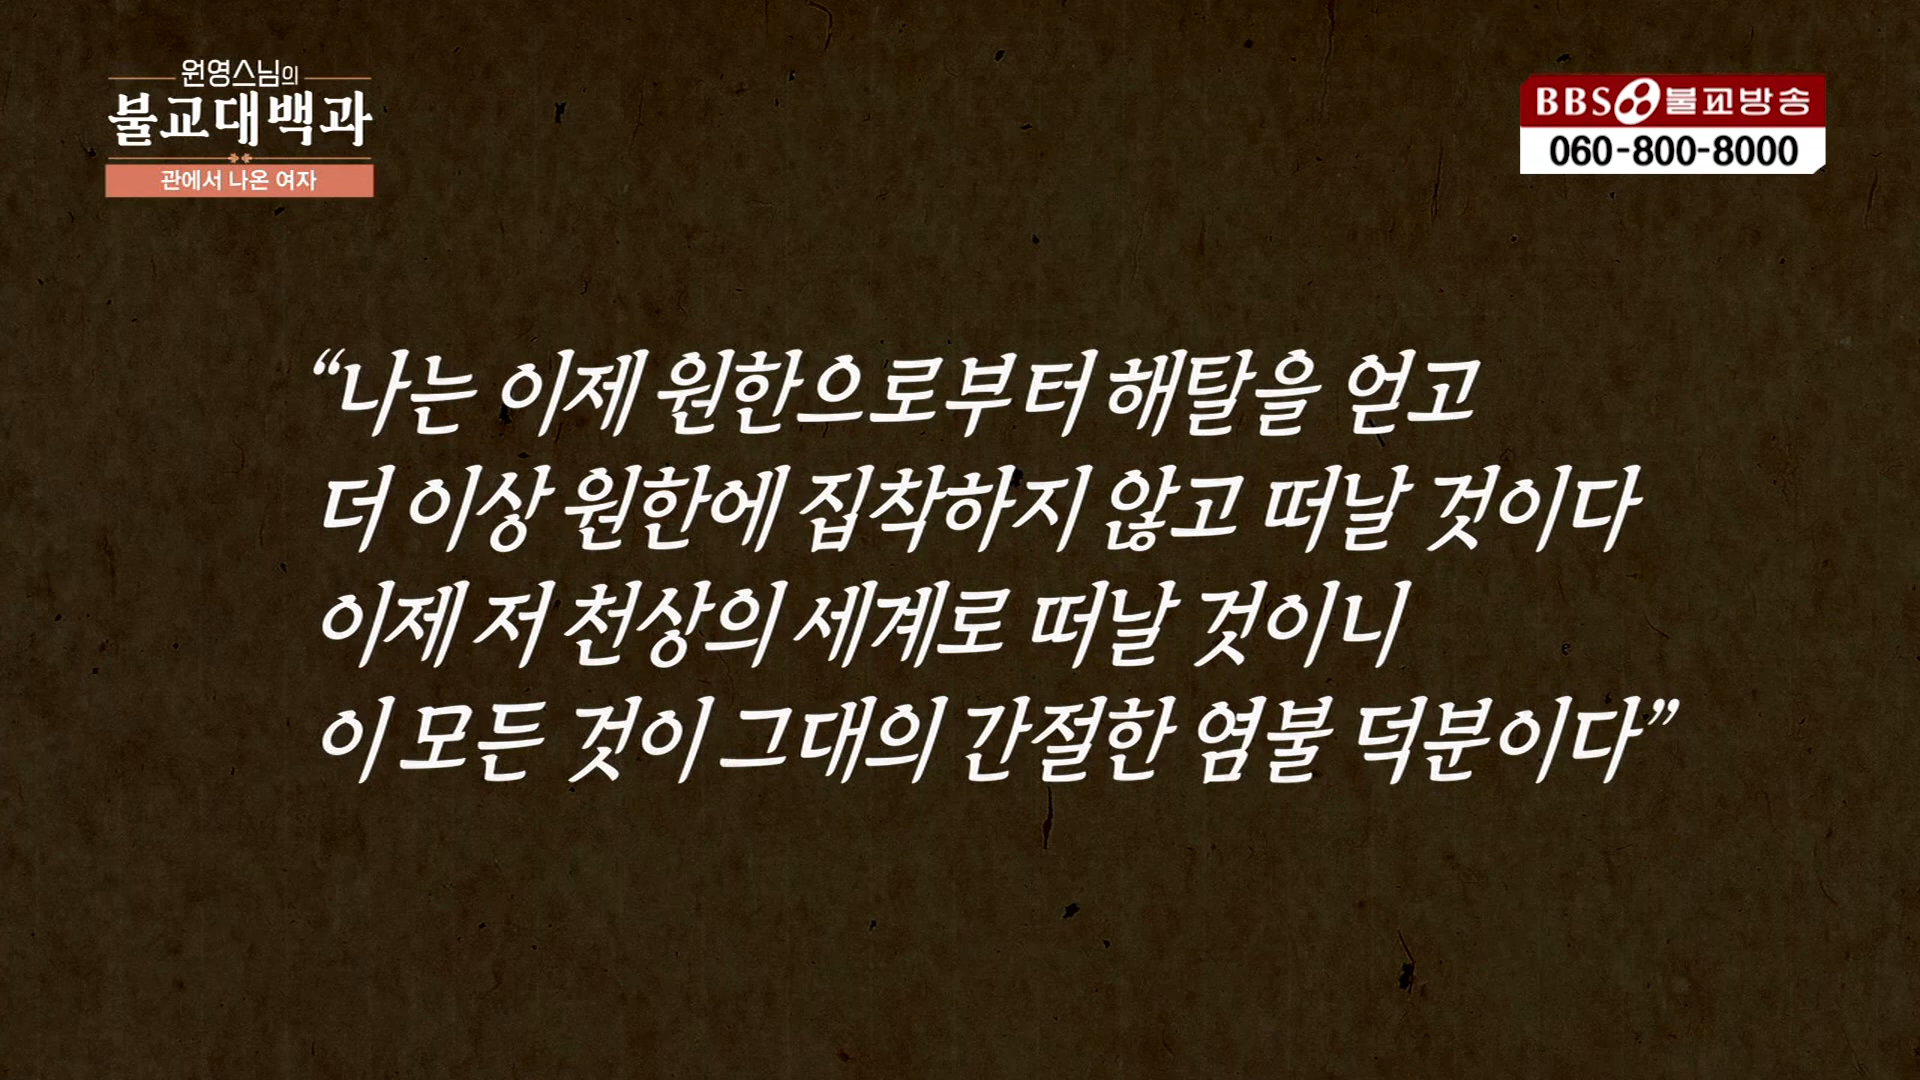 원영스님의
불교대백과
관에서 나온 여자
BBS 불교방송
060-800-8000
“나는 이제 원한으로부터 해탈을 얻고
더 이상 원한에 집착하지 않고 떠날 것이다
이제 저 천상의 세계로 떠날 것이니
이 모든 것이 그대의 간절한 염불 덕분이다”